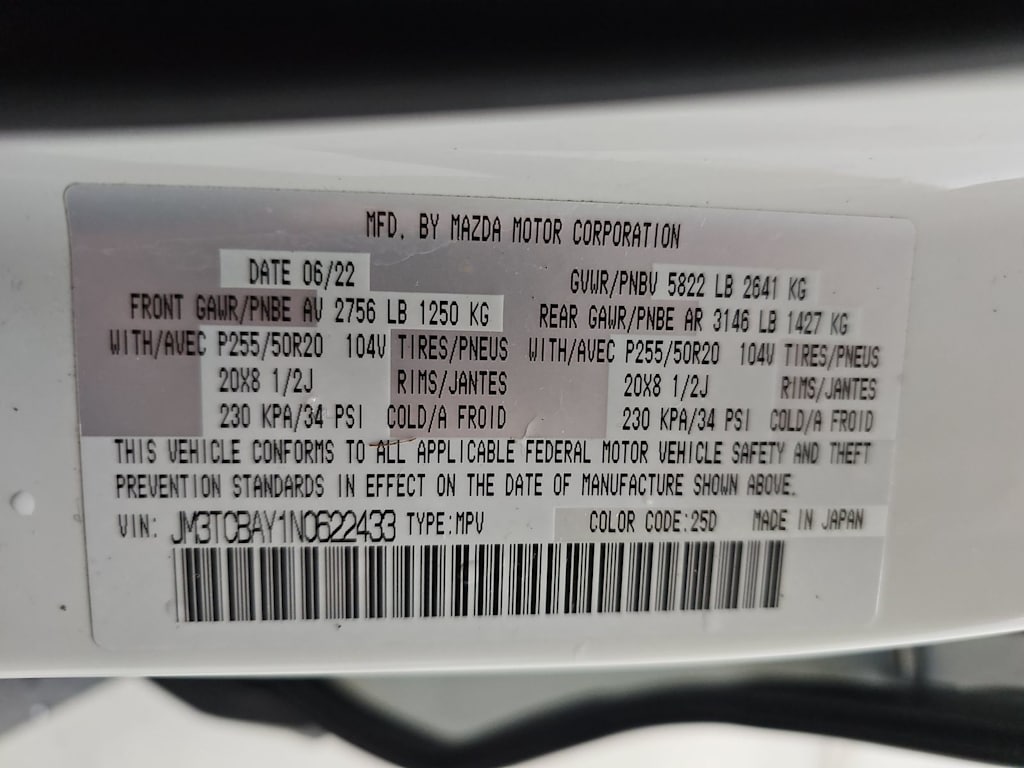 MFD. BY MAZDA MOTOR CORPORATION
DATE 06/22 GVWR/PNBV 5822 LB 2641 KG
FRONT GAWR/PNBE AV 2756 LB 1250 KG REAR GAWR/PNBE AR 3146 LB 1427 KG
WITH/AVEC P255/50R20 104V TIRES/PNEUS WITH/AVEC P255/50R20 104V TIRES/PNEUS
20X8 1/2J RIMS/JANTES 20X8 1/2J RIMS/JANTES
230 KPA/34 PSI COLD/A FROID 230 KPA/34 PSI COLD/A FROID
THIS VEHICLE CONFORMS TO ALL APPLICABLE FEDERAL MOTOR VEHICLE SAFETY AND THEFT
PREVENTION STANDARDS IN EFFECT ON THE DATE OF MANUFACTURE SHOWN ABOVE.
VIN: JM3TCBAY1N0622433 TYPE:MPV COLOR CODE:25D MADE IN JAPAN